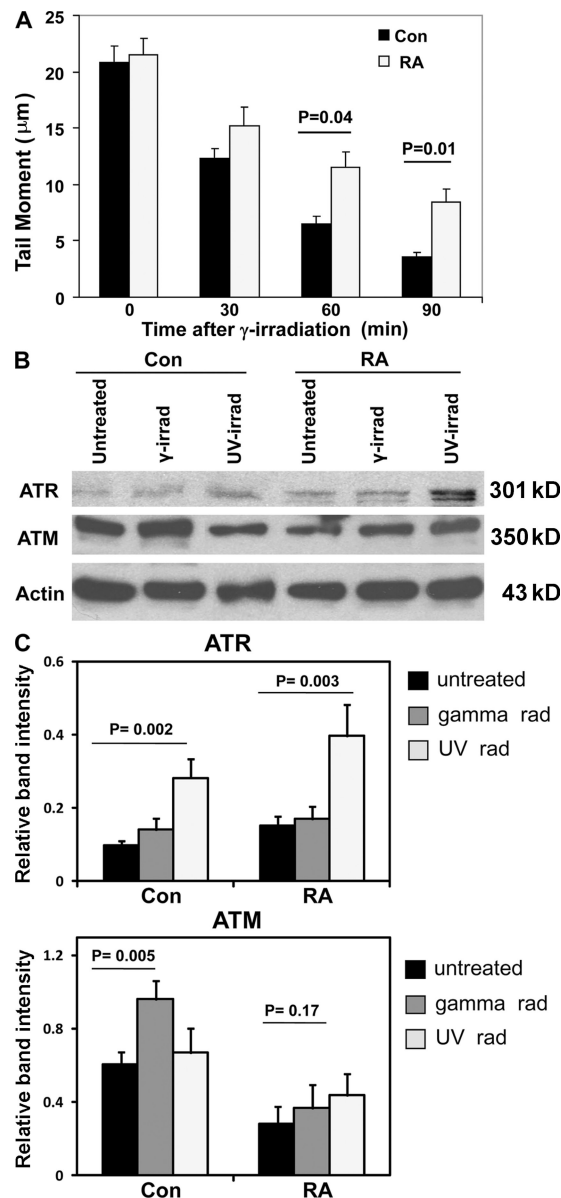 A
Tail Moment (μm)
25
20
15
10
5
0
Con
RA
P=0.04
P=0.01
0 30 60 90
Time after γ-irradiation (min)
B
Con RA
Untreated γ-irrad UV-irrad Untreated γ-irrad UV-irrad
ATR 301 kD
ATM 350 kD
Actin 43 kD
C
ATR
Relative band intensity
0.6
0.4
0.2
0
P= 0.002
P= 0.003
untreated
gamma rad
UV rad
Con RA
ATM
Relative band intensity
1.2
0.8
0.4
0
P= 0.005
P= 0.17
untreated
gamma rad
UV rad
Con RA